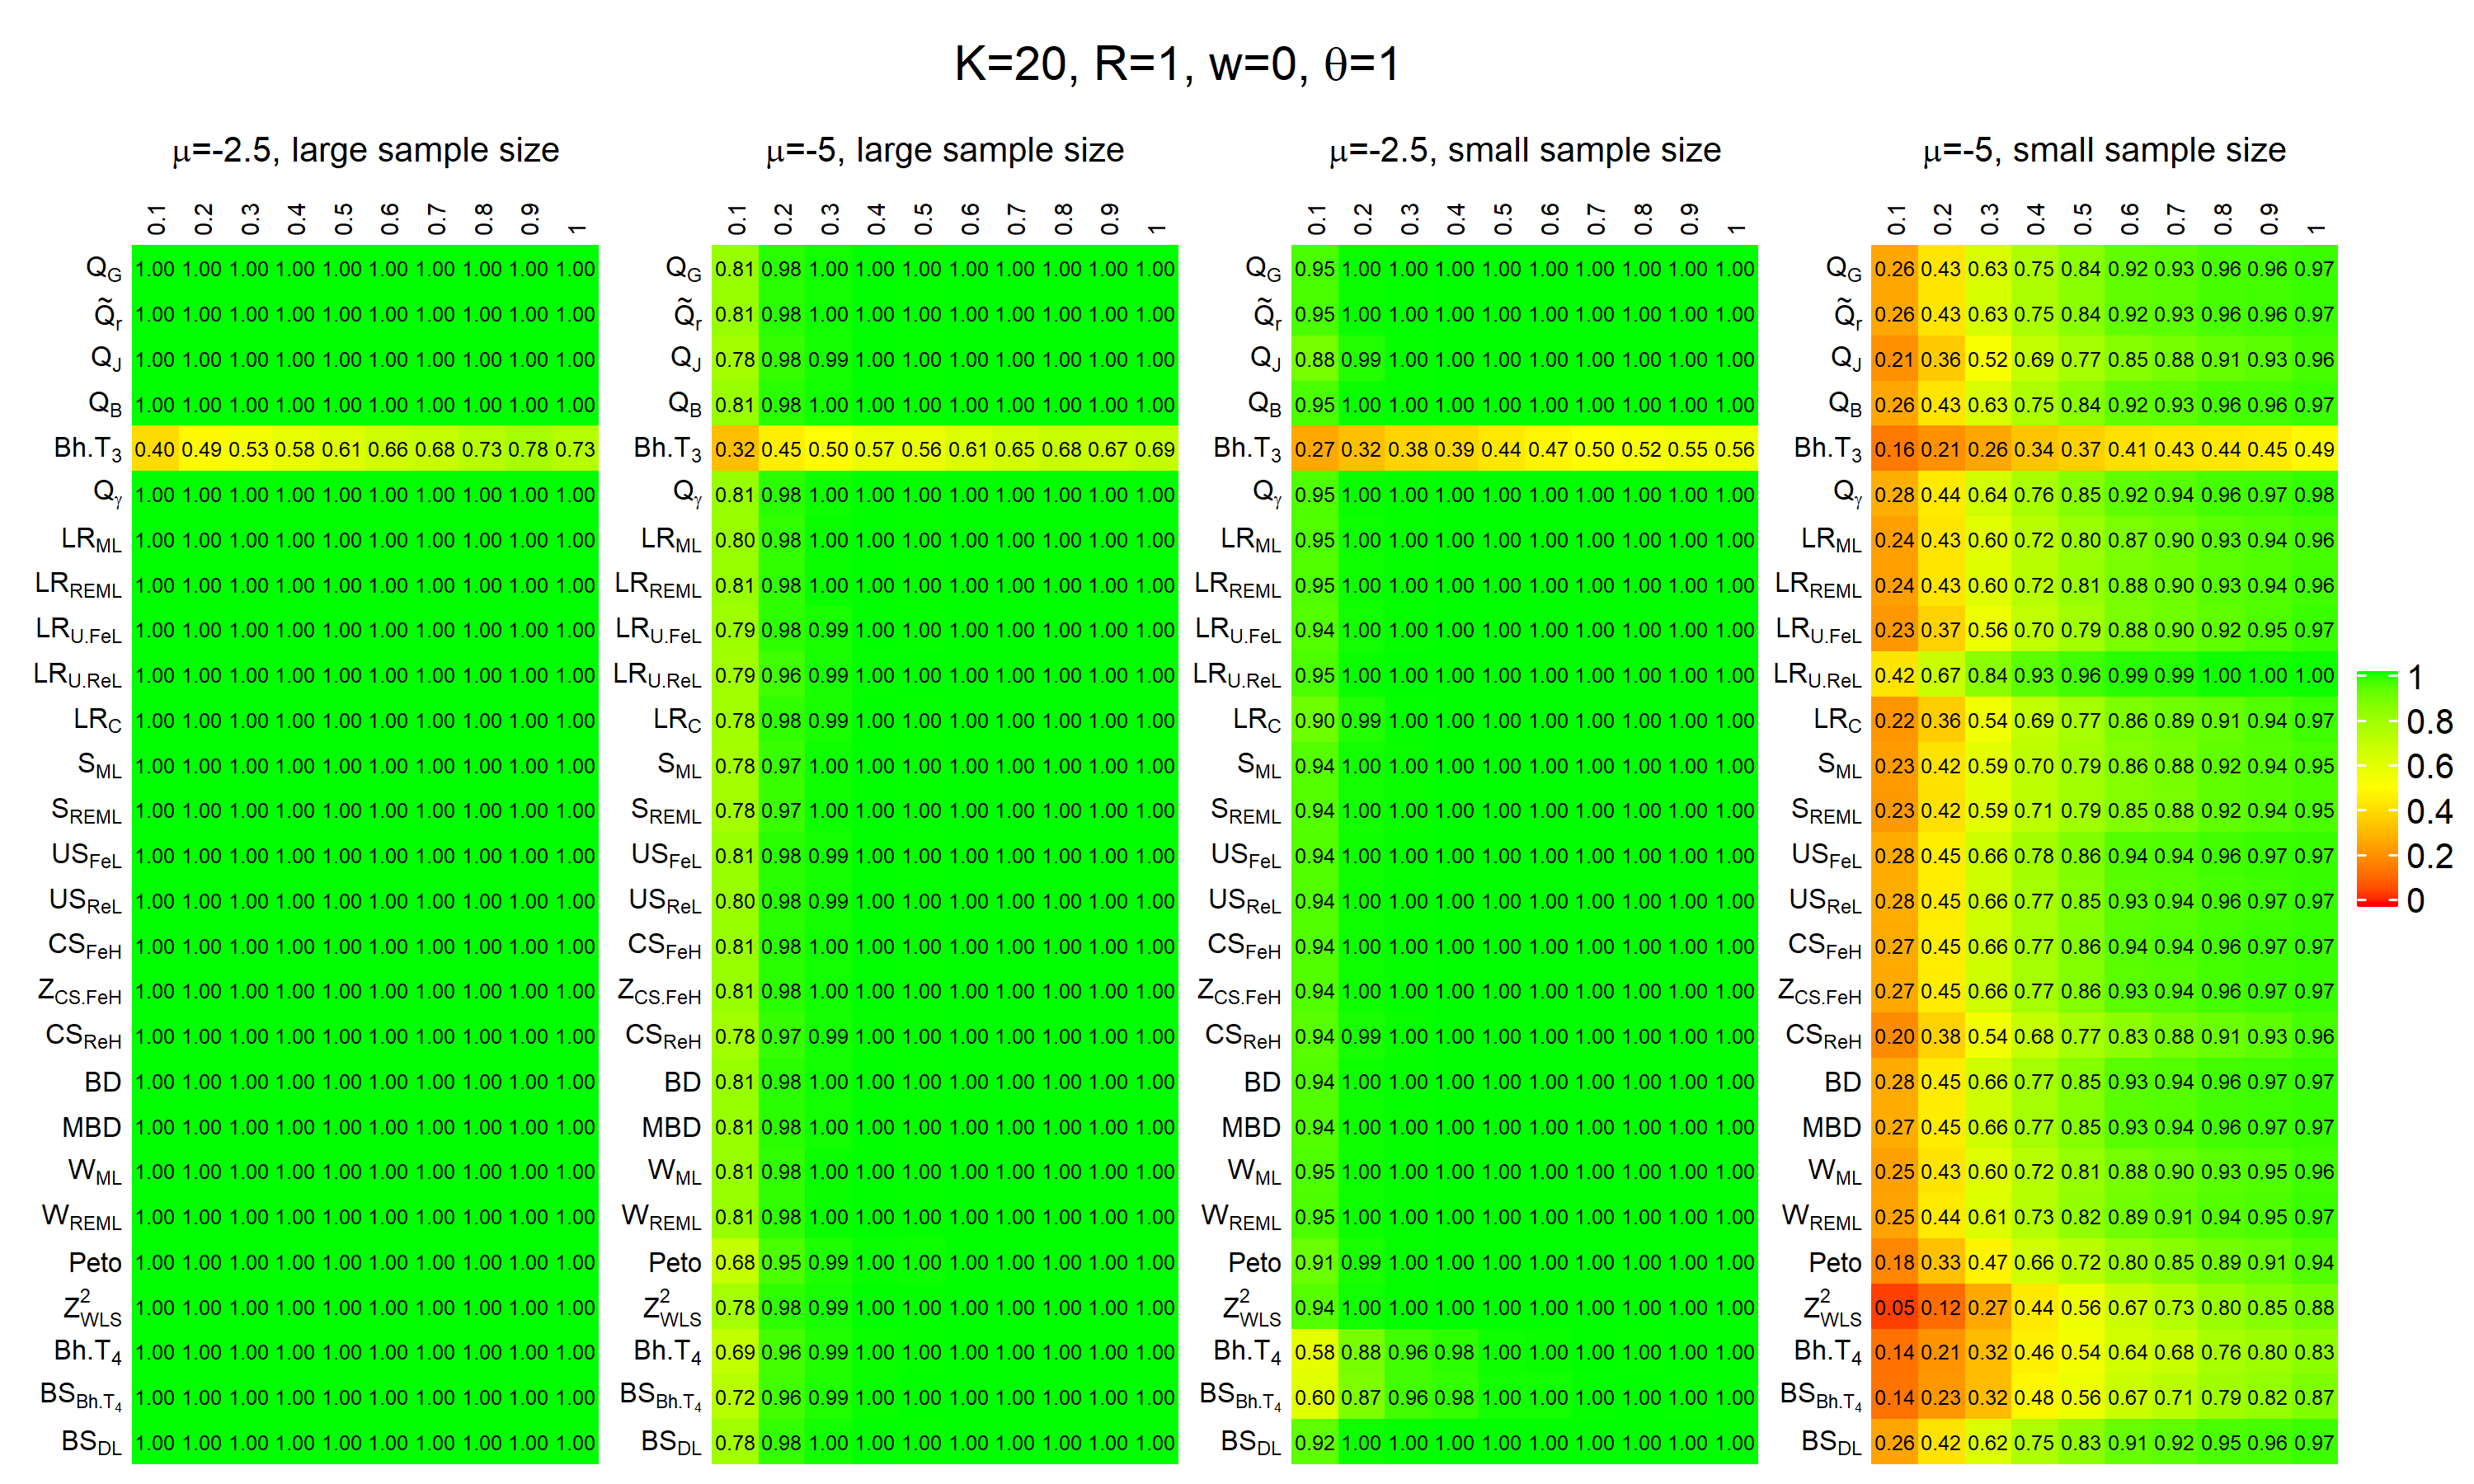 K=20, R=1, w=0, θ=1
μ=-2.5, large sample size
μ=-5, large sample size
μ=-2.5, small sample size
μ=-5, small sample size
0.1 0.2 0.3 0.4 0.5 0.6 0.7 0.8 0.9 1 0.1 0.2 0.3 0.4 0.5 0.6 0.7 0.8 0.9 1 0.1 0.2 0.3 0.4 0.5 0.6 0.7 0.8 0.9 1 0.1 0.2 0.3 0.4 0.5 0.6 0.7 0.8 0.9 1
QG 1.00 1.00 1.00 1.00 1.00 1.00 1.00 1.00 1.00 1.00 QG 0.81 0.98 1.00 1.00 1.00 1.00 1.00 1.00 1.00 1.00 QG 0.95 1.00 1.00 1.00 1.00 1.00 1.00 1.00 1.00 1.00 QG 0.26 0.43 0.63 0.75 0.84 0.92 0.93 0.96 0.96 0.97
Q̃r 1.00 1.00 1.00 1.00 1.00 1.00 1.00 1.00 1.00 1.00 Q̃r 0.81 0.98 1.00 1.00 1.00 1.00 1.00 1.00 1.00 1.00 Q̃r 0.95 1.00 1.00 1.00 1.00 1.00 1.00 1.00 1.00 1.00 Q̃r 0.26 0.43 0.63 0.75 0.84 0.92 0.93 0.96 0.96 0.97
QJ 1.00 1.00 1.00 1.00 1.00 1.00 1.00 1.00 1.00 1.00 QJ 0.78 0.98 0.99 1.00 1.00 1.00 1.00 1.00 1.00 1.00 QJ 0.88 0.99 1.00 1.00 1.00 1.00 1.00 1.00 1.00 1.00 QJ 0.21 0.36 0.52 0.69 0.77 0.85 0.88 0.91 0.93 0.96
QB 1.00 1.00 1.00 1.00 1.00 1.00 1.00 1.00 1.00 1.00 QB 0.81 0.98 1.00 1.00 1.00 1.00 1.00 1.00 1.00 1.00 QB 0.95 1.00 1.00 1.00 1.00 1.00 1.00 1.00 1.00 1.00 QB 0.26 0.43 0.63 0.75 0.84 0.92 0.93 0.96 0.96 0.97
Bh.T3 0.40 0.49 0.53 0.58 0.61 0.66 0.68 0.73 0.78 0.73 Bh.T3 0.32 0.45 0.50 0.57 0.56 0.61 0.65 0.68 0.67 0.69 Bh.T3 0.27 0.32 0.38 0.39 0.44 0.47 0.50 0.52 0.55 0.56 Bh.T3 0.16 0.21 0.26 0.34 0.37 0.41 0.43 0.44 0.45 0.49
Qγ 1.00 1.00 1.00 1.00 1.00 1.00 1.00 1.00 1.00 1.00 Qγ 0.81 0.98 1.00 1.00 1.00 1.00 1.00 1.00 1.00 1.00 Qγ 0.95 1.00 1.00 1.00 1.00 1.00 1.00 1.00 1.00 1.00 Qγ 0.28 0.44 0.64 0.76 0.85 0.92 0.94 0.96 0.97 0.98
LRML 1.00 1.00 1.00 1.00 1.00 1.00 1.00 1.00 1.00 1.00 LRML 0.80 0.98 1.00 1.00 1.00 1.00 1.00 1.00 1.00 1.00 LRML 0.95 1.00 1.00 1.00 1.00 1.00 1.00 1.00 1.00 1.00 LRML 0.24 0.43 0.60 0.72 0.80 0.87 0.90 0.93 0.94 0.96
LRREML 1.00 1.00 1.00 1.00 1.00 1.00 1.00 1.00 1.00 1.00 LRREML 0.81 0.98 1.00 1.00 1.00 1.00 1.00 1.00 1.00 1.00 LRREML 0.95 1.00 1.00 1.00 1.00 1.00 1.00 1.00 1.00 1.00 LRREML 0.24 0.43 0.60 0.72 0.81 0.88 0.90 0.93 0.94 0.96
LRU.FeL 1.00 1.00 1.00 1.00 1.00 1.00 1.00 1.00 1.00 1.00 LRU.FeL 0.79 0.98 0.99 1.00 1.00 1.00 1.00 1.00 1.00 1.00 LRU.FeL 0.94 1.00 1.00 1.00 1.00 1.00 1.00 1.00 1.00 1.00 LRU.FeL 0.23 0.37 0.56 0.70 0.79 0.88 0.90 0.92 0.95 0.97
LRU.ReL 1.00 1.00 1.00 1.00 1.00 1.00 1.00 1.00 1.00 1.00 LRU.ReL 0.79 0.96 0.99 1.00 1.00 1.00 1.00 1.00 1.00 1.00 LRU.ReL 0.95 1.00 1.00 1.00 1.00 1.00 1.00 1.00 1.00 1.00 LRU.ReL 0.42 0.67 0.84 0.93 0.96 0.99 0.99 1.00 1.00 1.00
LRC 1.00 1.00 1.00 1.00 1.00 1.00 1.00 1.00 1.00 1.00 LRC 0.78 0.98 0.99 1.00 1.00 1.00 1.00 1.00 1.00 1.00 LRC 0.90 0.99 1.00 1.00 1.00 1.00 1.00 1.00 1.00 1.00 LRC 0.22 0.36 0.54 0.69 0.77 0.86 0.89 0.91 0.94 0.97
SML 1.00 1.00 1.00 1.00 1.00 1.00 1.00 1.00 1.00 1.00 SML 0.78 0.97 1.00 1.00 1.00 1.00 1.00 1.00 1.00 1.00 SML 0.94 1.00 1.00 1.00 1.00 1.00 1.00 1.00 1.00 1.00 SML 0.23 0.42 0.59 0.70 0.79 0.86 0.88 0.92 0.94 0.95
SREML 1.00 1.00 1.00 1.00 1.00 1.00 1.00 1.00 1.00 1.00 SREML 0.78 0.97 1.00 1.00 1.00 1.00 1.00 1.00 1.00 1.00 SREML 0.94 1.00 1.00 1.00 1.00 1.00 1.00 1.00 1.00 1.00 SREML 0.23 0.42 0.59 0.71 0.79 0.85 0.88 0.92 0.94 0.95
USFeL 1.00 1.00 1.00 1.00 1.00 1.00 1.00 1.00 1.00 1.00 USFeL 0.81 0.98 0.99 1.00 1.00 1.00 1.00 1.00 1.00 1.00 USFeL 0.94 1.00 1.00 1.00 1.00 1.00 1.00 1.00 1.00 1.00 USFeL 0.28 0.45 0.66 0.78 0.86 0.94 0.94 0.96 0.97 0.97
USReL 1.00 1.00 1.00 1.00 1.00 1.00 1.00 1.00 1.00 1.00 USReL 0.80 0.98 0.99 1.00 1.00 1.00 1.00 1.00 1.00 1.00 USReL 0.94 1.00 1.00 1.00 1.00 1.00 1.00 1.00 1.00 1.00 USReL 0.28 0.45 0.66 0.77 0.85 0.93 0.94 0.96 0.97 0.97
CSFeH 1.00 1.00 1.00 1.00 1.00 1.00 1.00 1.00 1.00 1.00 CSFeH 0.81 0.98 1.00 1.00 1.00 1.00 1.00 1.00 1.00 1.00 CSFeH 0.94 1.00 1.00 1.00 1.00 1.00 1.00 1.00 1.00 1.00 CSFeH 0.27 0.45 0.66 0.77 0.86 0.94 0.94 0.96 0.97 0.97
ZCS.FeH 1.00 1.00 1.00 1.00 1.00 1.00 1.00 1.00 1.00 1.00 ZCS.FeH 0.81 0.98 1.00 1.00 1.00 1.00 1.00 1.00 1.00 1.00 ZCS.FeH 0.94 1.00 1.00 1.00 1.00 1.00 1.00 1.00 1.00 1.00 ZCS.FeH 0.27 0.45 0.66 0.77 0.86 0.93 0.94 0.96 0.97 0.97
CSReH 1.00 1.00 1.00 1.00 1.00 1.00 1.00 1.00 1.00 1.00 CSReH 0.78 0.97 0.99 1.00 1.00 1.00 1.00 1.00 1.00 1.00 CSReH 0.94 0.99 1.00 1.00 1.00 1.00 1.00 1.00 1.00 1.00 CSReH 0.20 0.38 0.54 0.68 0.77 0.83 0.88 0.91 0.93 0.96
BD 1.00 1.00 1.00 1.00 1.00 1.00 1.00 1.00 1.00 1.00 BD 0.81 0.98 1.00 1.00 1.00 1.00 1.00 1.00 1.00 1.00 BD 0.94 1.00 1.00 1.00 1.00 1.00 1.00 1.00 1.00 1.00 BD 0.28 0.45 0.66 0.77 0.85 0.93 0.94 0.96 0.97 0.97
MBD 1.00 1.00 1.00 1.00 1.00 1.00 1.00 1.00 1.00 1.00 MBD 0.81 0.98 1.00 1.00 1.00 1.00 1.00 1.00 1.00 1.00 MBD 0.94 1.00 1.00 1.00 1.00 1.00 1.00 1.00 1.00 1.00 MBD 0.27 0.45 0.66 0.77 0.85 0.93 0.94 0.96 0.97 0.97
WML 1.00 1.00 1.00 1.00 1.00 1.00 1.00 1.00 1.00 1.00 WML 0.81 0.98 1.00 1.00 1.00 1.00 1.00 1.00 1.00 1.00 WML 0.95 1.00 1.00 1.00 1.00 1.00 1.00 1.00 1.00 1.00 WML 0.25 0.43 0.60 0.72 0.81 0.88 0.90 0.93 0.95 0.96
WREML 1.00 1.00 1.00 1.00 1.00 1.00 1.00 1.00 1.00 1.00 WREML 0.81 0.98 1.00 1.00 1.00 1.00 1.00 1.00 1.00 1.00 WREML 0.95 1.00 1.00 1.00 1.00 1.00 1.00 1.00 1.00 1.00 WREML 0.25 0.44 0.61 0.73 0.82 0.89 0.91 0.94 0.95 0.97
Peto 1.00 1.00 1.00 1.00 1.00 1.00 1.00 1.00 1.00 1.00 Peto 0.68 0.95 0.99 1.00 1.00 1.00 1.00 1.00 1.00 1.00 Peto 0.91 0.99 1.00 1.00 1.00 1.00 1.00 1.00 1.00 1.00 Peto 0.18 0.33 0.47 0.66 0.72 0.80 0.85 0.89 0.91 0.94
Z²WLS 1.00 1.00 1.00 1.00 1.00 1.00 1.00 1.00 1.00 1.00 Z²WLS 0.78 0.98 0.99 1.00 1.00 1.00 1.00 1.00 1.00 1.00 Z²WLS 0.94 1.00 1.00 1.00 1.00 1.00 1.00 1.00 1.00 1.00 Z²WLS 0.05 0.12 0.27 0.44 0.56 0.67 0.73 0.80 0.85 0.88
Bh.T4 1.00 1.00 1.00 1.00 1.00 1.00 1.00 1.00 1.00 1.00 Bh.T4 0.69 0.96 0.99 1.00 1.00 1.00 1.00 1.00 1.00 1.00 Bh.T4 0.58 0.88 0.96 0.98 1.00 1.00 1.00 1.00 1.00 1.00 Bh.T4 0.14 0.21 0.32 0.46 0.54 0.64 0.68 0.76 0.80 0.83
BSBh.T4 1.00 1.00 1.00 1.00 1.00 1.00 1.00 1.00 1.00 1.00 BSBh.T4 0.72 0.96 0.99 1.00 1.00 1.00 1.00 1.00 1.00 1.00 BSBh.T4 0.60 0.87 0.96 0.98 1.00 1.00 1.00 1.00 1.00 1.00 BSBh.T4 0.14 0.23 0.32 0.48 0.56 0.67 0.71 0.79 0.82 0.87
BSDL 1.00 1.00 1.00 1.00 1.00 1.00 1.00 1.00 1.00 1.00 BSDL 0.78 0.98 1.00 1.00 1.00 1.00 1.00 1.00 1.00 1.00 BSDL 0.92 1.00 1.00 1.00 1.00 1.00 1.00 1.00 1.00 1.00 BSDL 0.26 0.42 0.62 0.75 0.83 0.91 0.92 0.95 0.96 0.97
1
0.8
0.6
0.4
0.2
0